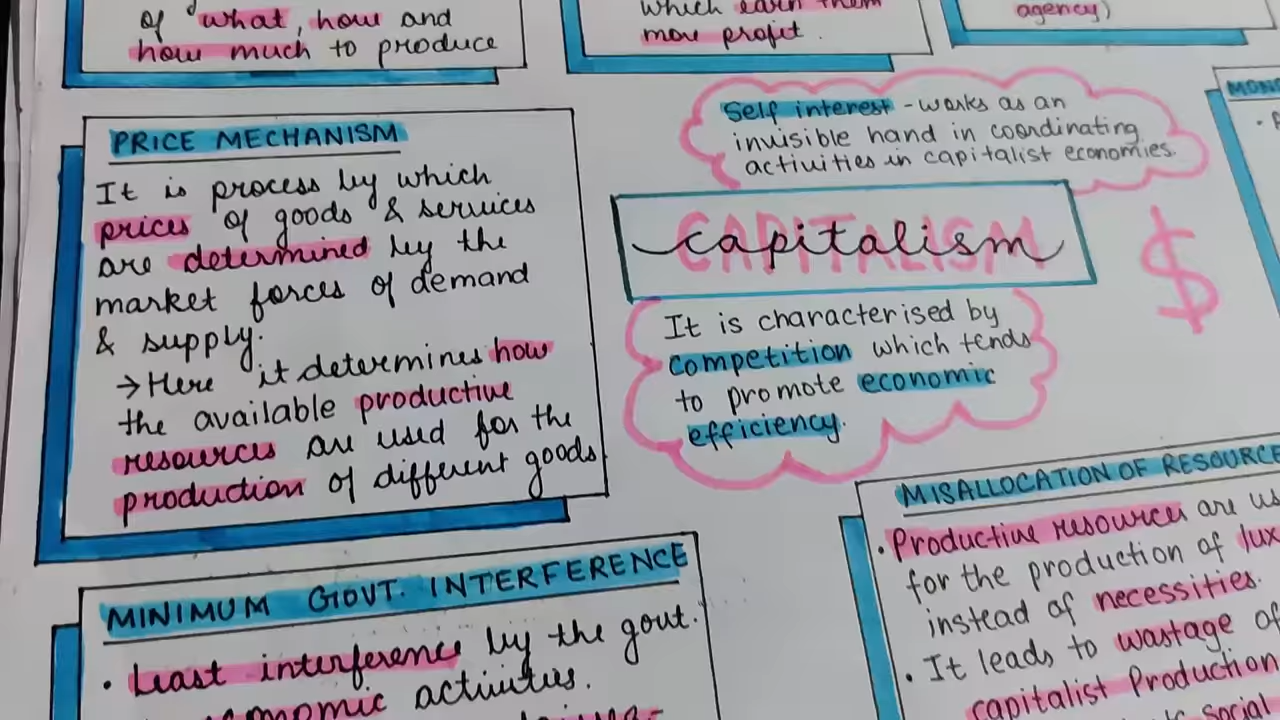 of what, how and
how much to produce
which earn them
more profit.
agency)
PRICE MECHANISM
It is process by which
prices of goods & services
are determined by the
market forces of demand
& supply.
→ Here it determines how
the available productive
resources are used for the
production of different goods
Self interest - works as an
invisible hand in coordinating
activities in capitalist economies.
CAPITALISM
capitalism
$
It is characterised by
competition which tends
to promote economic
efficiency.
MINIMUM GOVT. INTERFERENCE
• Least interference by the gout.
activities.
MISALLOCATION OF RESOURCE
• Productive resources are us
for the production of lux
instead of necessities.
• It leads to wastage of
capitalist Production
social